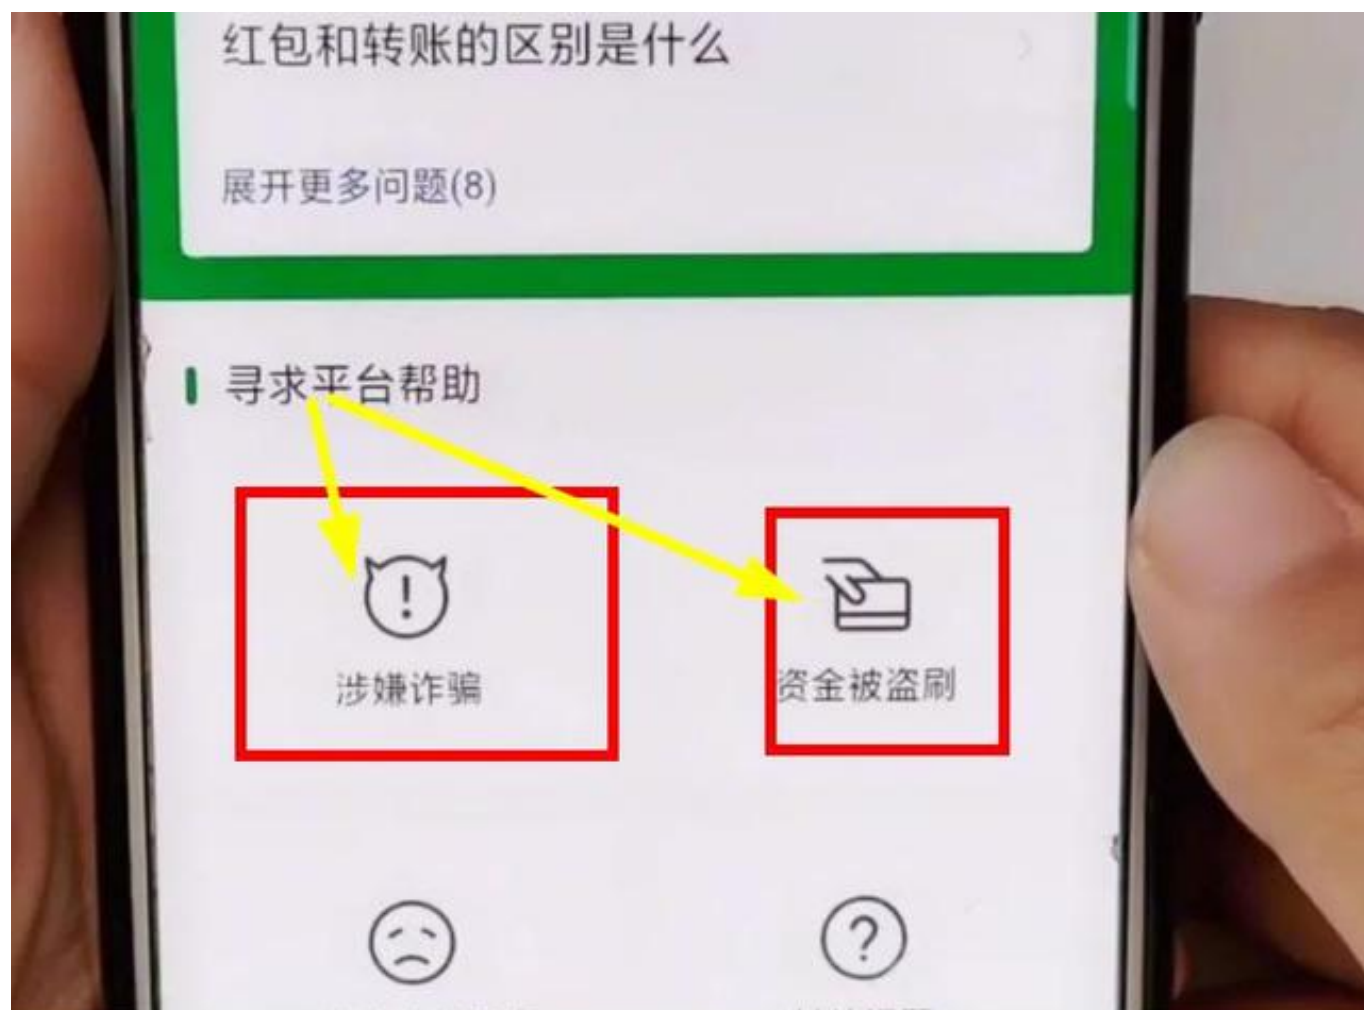 红包和转账的区别是什么
展开更多问题(8)
寻求平台帮助
涉嫌诈骗
资金被盗刷